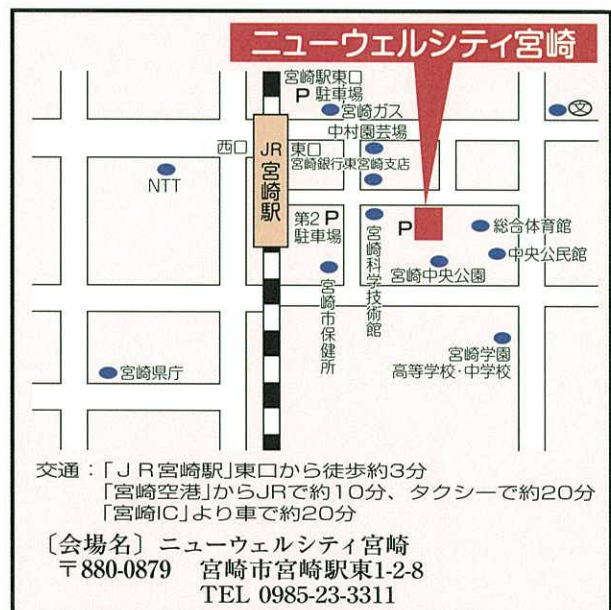 ニューウェルシティ宮崎
宮崎駅東口
P 駐車場
宮崎ガス
文
中村園芸場
西口
JR
宮崎駅
東口
宮崎銀行・東宮崎支店
NTT
第2 P
駐車場
P
総合体育館
中央公民館
宮崎科学技術館
宮崎中央公園
宮崎市保健所
宮崎学園
高等学校・中学校
宮崎県庁
交通：「ＪＲ宮崎駅」東口から徒歩約3分
「宮崎空港」からJRで約10分、タクシーで約20分
「宮崎IC」より車で約20分
〔会場名〕ニューウェルシティ宮崎
〒880-0879 宮崎市宮崎駅東1-2-8
TEL 0985-23-3311